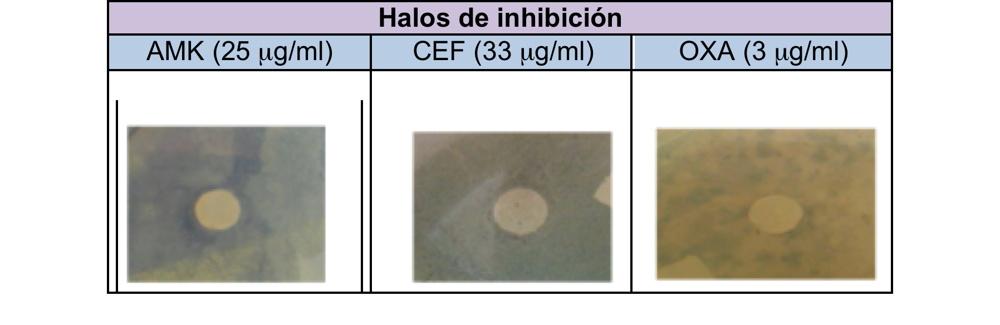 Halos de inhibición
AMK (25 μg/ml)
CEF (33 μg/ml)
OXA (3 μg/ml)